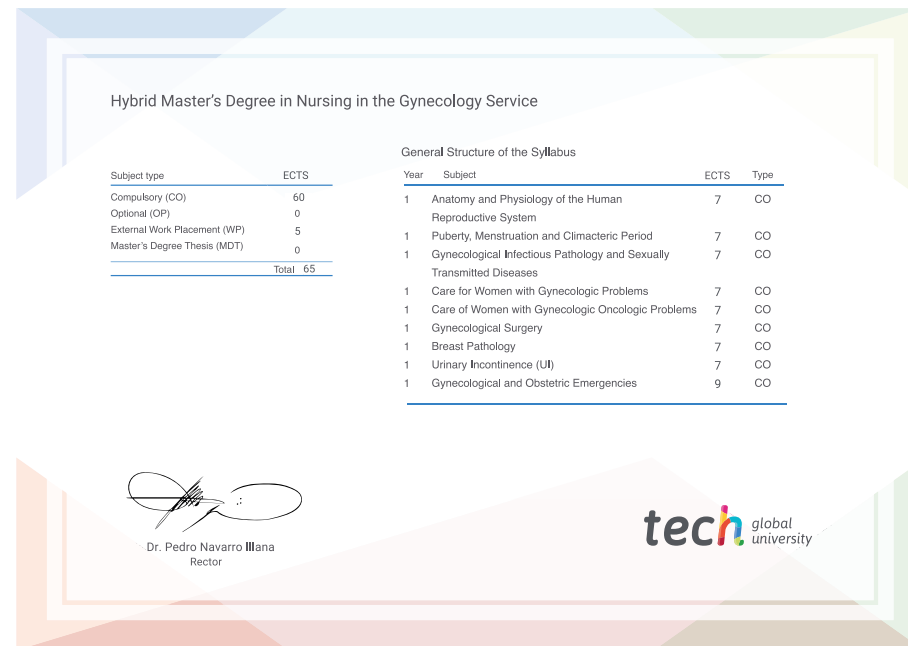 Hybrid Master's Degree in Nursing in the Gynecology Service
Subject type ECTS
Compulsory (CO) 60
Optional (OP) 0
External Work Placement (WP) 5
Master's Degree Thesis (MDT) 0
Total 65
General Structure of the Syllabus
Year Subject ECTS Type
1 Anatomy and Physiology of the Human 7 CO
Reproductive System
1 Puberty, Menstruation and Climacteric Period 7 CO
1 Gynecological Infectious Pathology and Sexually 7 CO
Transmitted Diseases
1 Care for Women with Gynecologic Problems 7 CO
1 Care of Women with Gynecologic Oncologic Problems 7 CO
1 Gynecological Surgery 7 CO
1 Breast Pathology 7 CO
1 Urinary Incontinence (UI) 7 CO
1 Gynecological and Obstetric Emergencies 9 CO
Dr. Pedro Navarro Illana
Rector
tech global
university